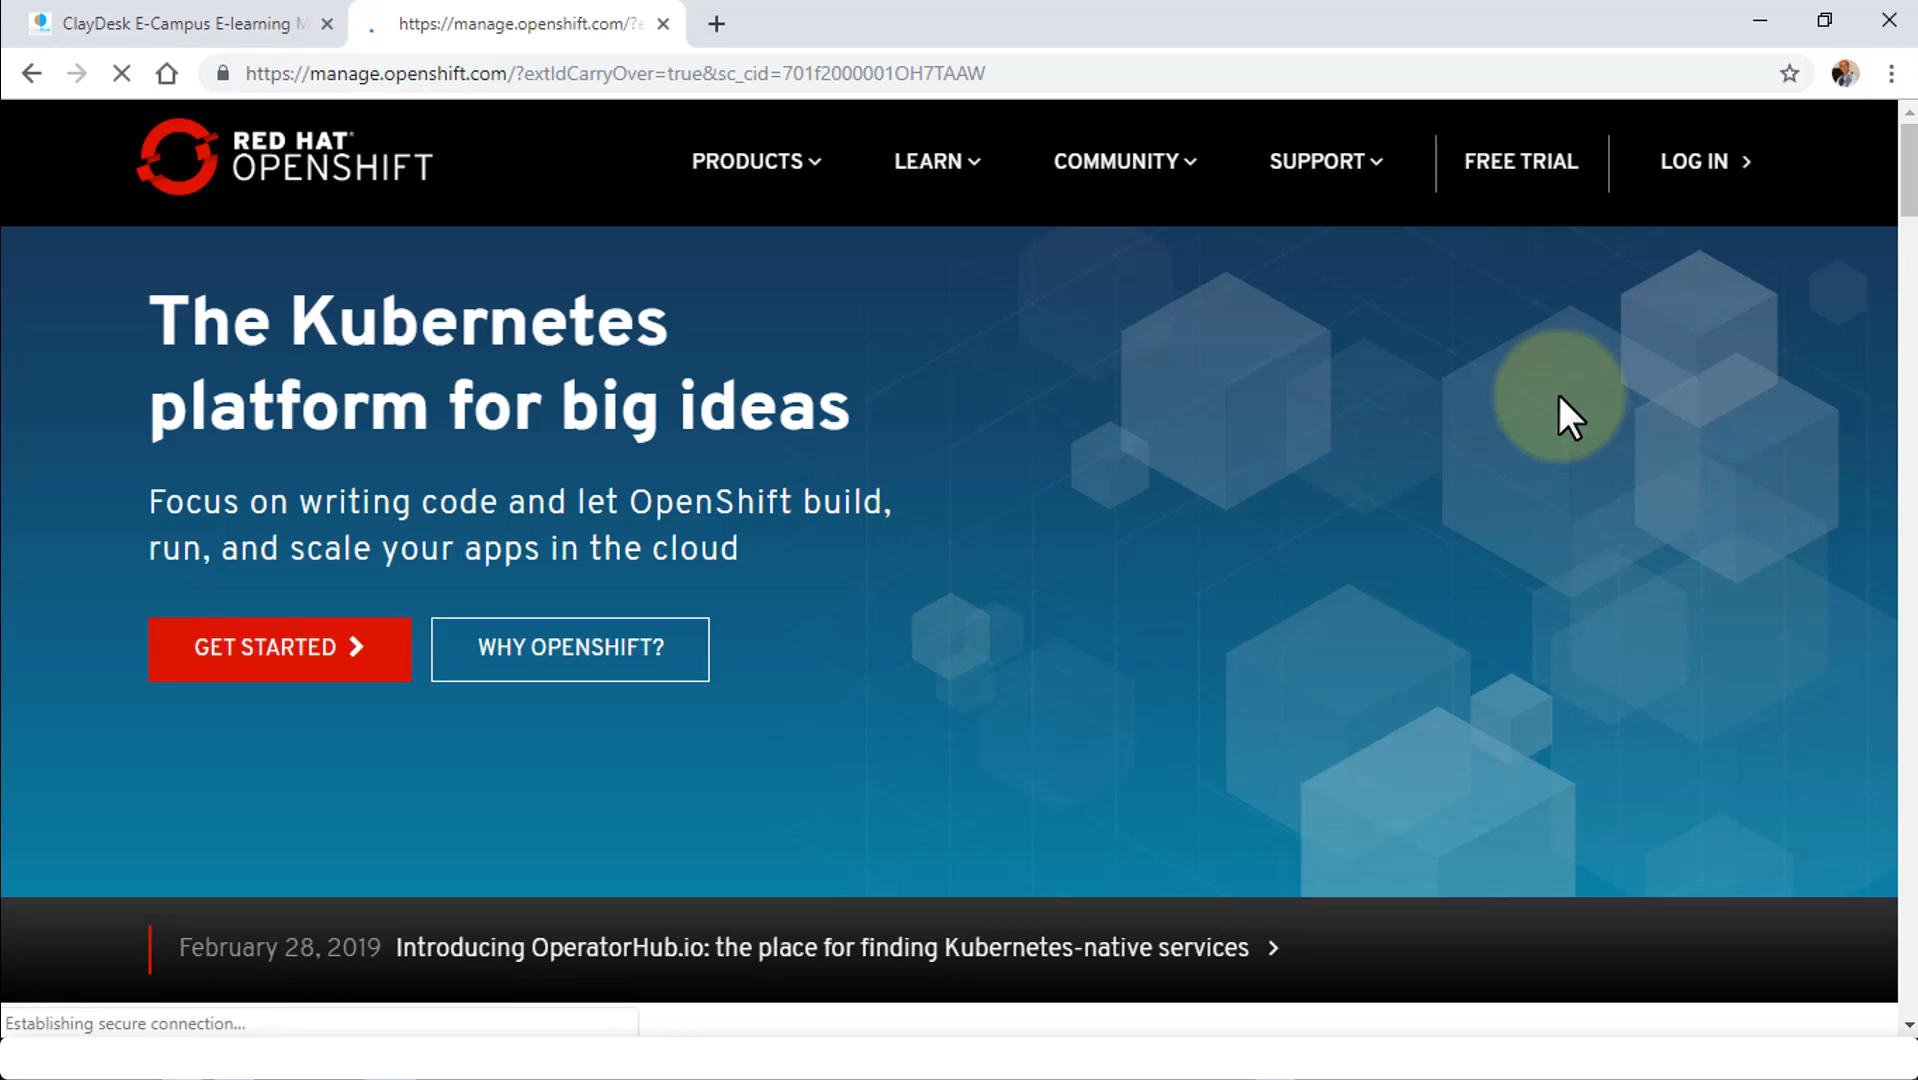 ClayDesk E-Campus E-learning M
https://manage.openshift.com/?e
https://manage.openshift.com/?extIdCarryOver=true&sc_cid=701f2000001OH7TAAW
RED HAT®
OPENSHIFT
PRODUCTS
LEARN
COMMUNITY
SUPPORT
FREE TRIAL
LOG IN
The Kubernetes
platform for big ideas
Focus on writing code and let OpenShift build,
run, and scale your apps in the cloud
GET STARTED
WHY OPENSHIFT?
February 28, 2019 Introducing OperatorHub.io: the place for finding Kubernetes-native services
Establishing secure connection...